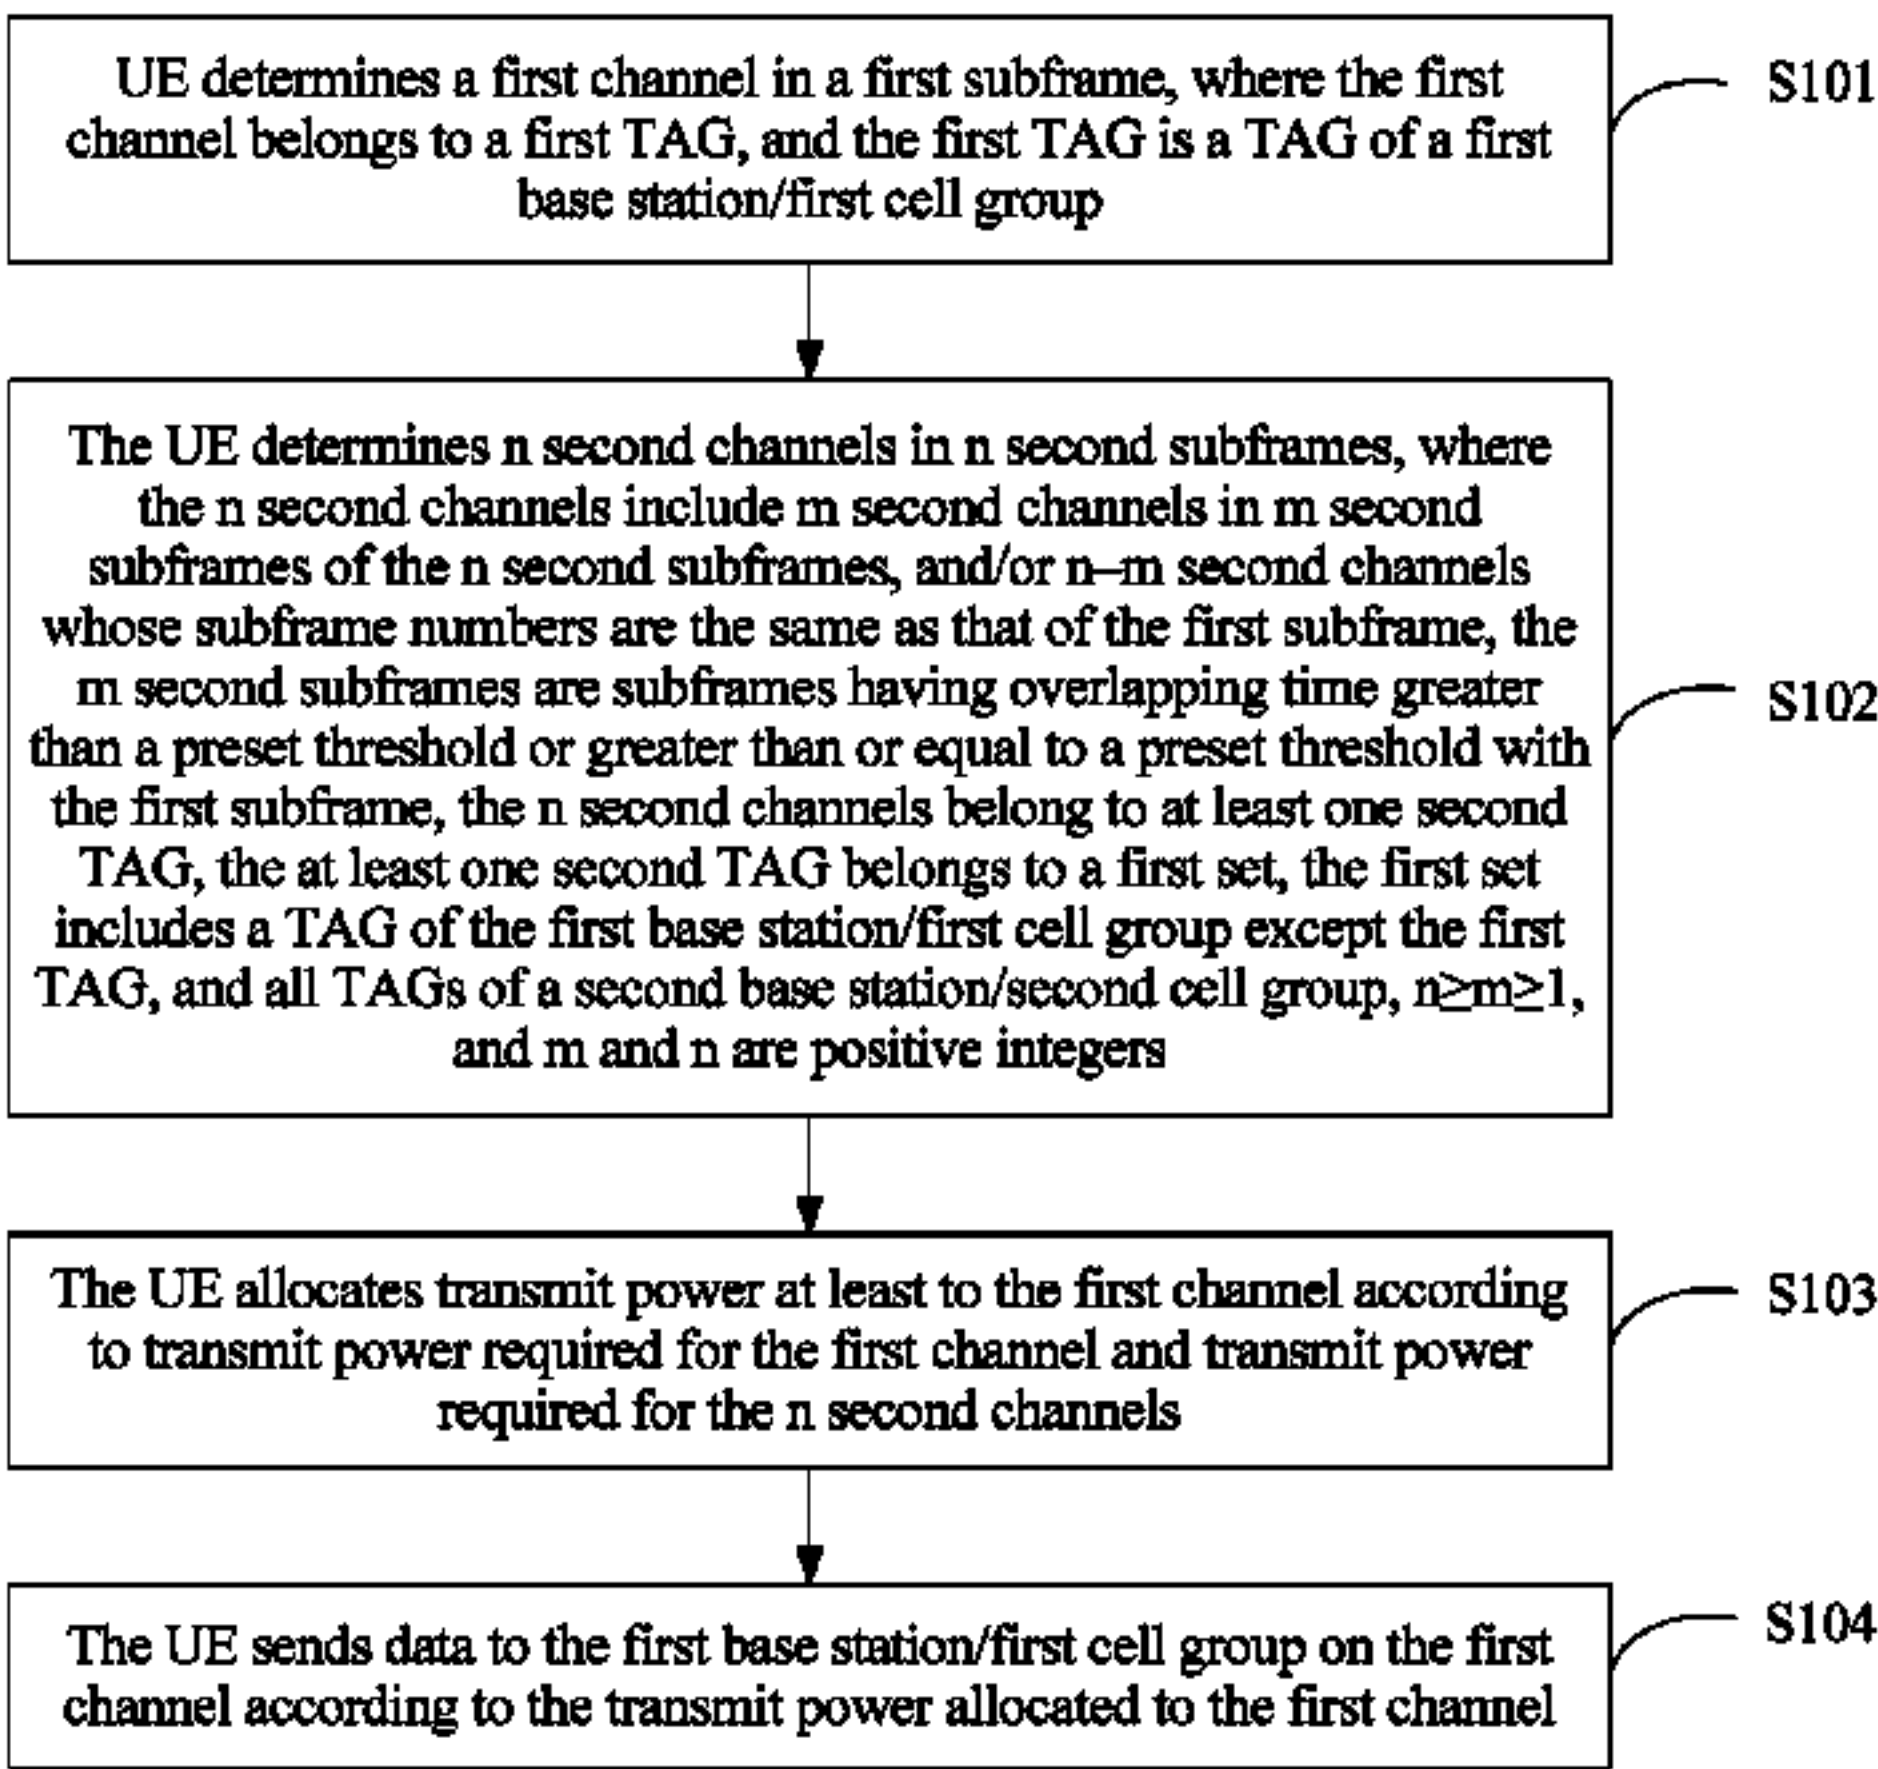 UE determines a first channel in a first subframe, where the first
channel belongs to a first TAG, and the first TAG is a TAG of a first
base station/first cell group
S101
The UE determines n second channels in n second subframes, where
the n second channels include m second channels in m second
subframes of the n second subframes, and/or n–m second channels
whose subframe numbers are the same as that of the first subframe, the
m second subframes are subframes having overlapping time greater
than a preset threshold or greater than or equal to a preset threshold with
the first subframe, the n second channels belong to at least one second
TAG, the at least one second TAG belongs to a first set, the first set
includes a TAG of the first base station/first cell group except the first
TAG, and all TAGs of a second base station/second cell group, n≥m≥1,
and m and n are positive integers
S102
The UE allocates transmit power at least to the first channel according
to transmit power required for the first channel and transmit power
required for the n second channels
S103
The UE sends data to the first base station/first cell group on the first
channel according to the transmit power allocated to the first channel
S104